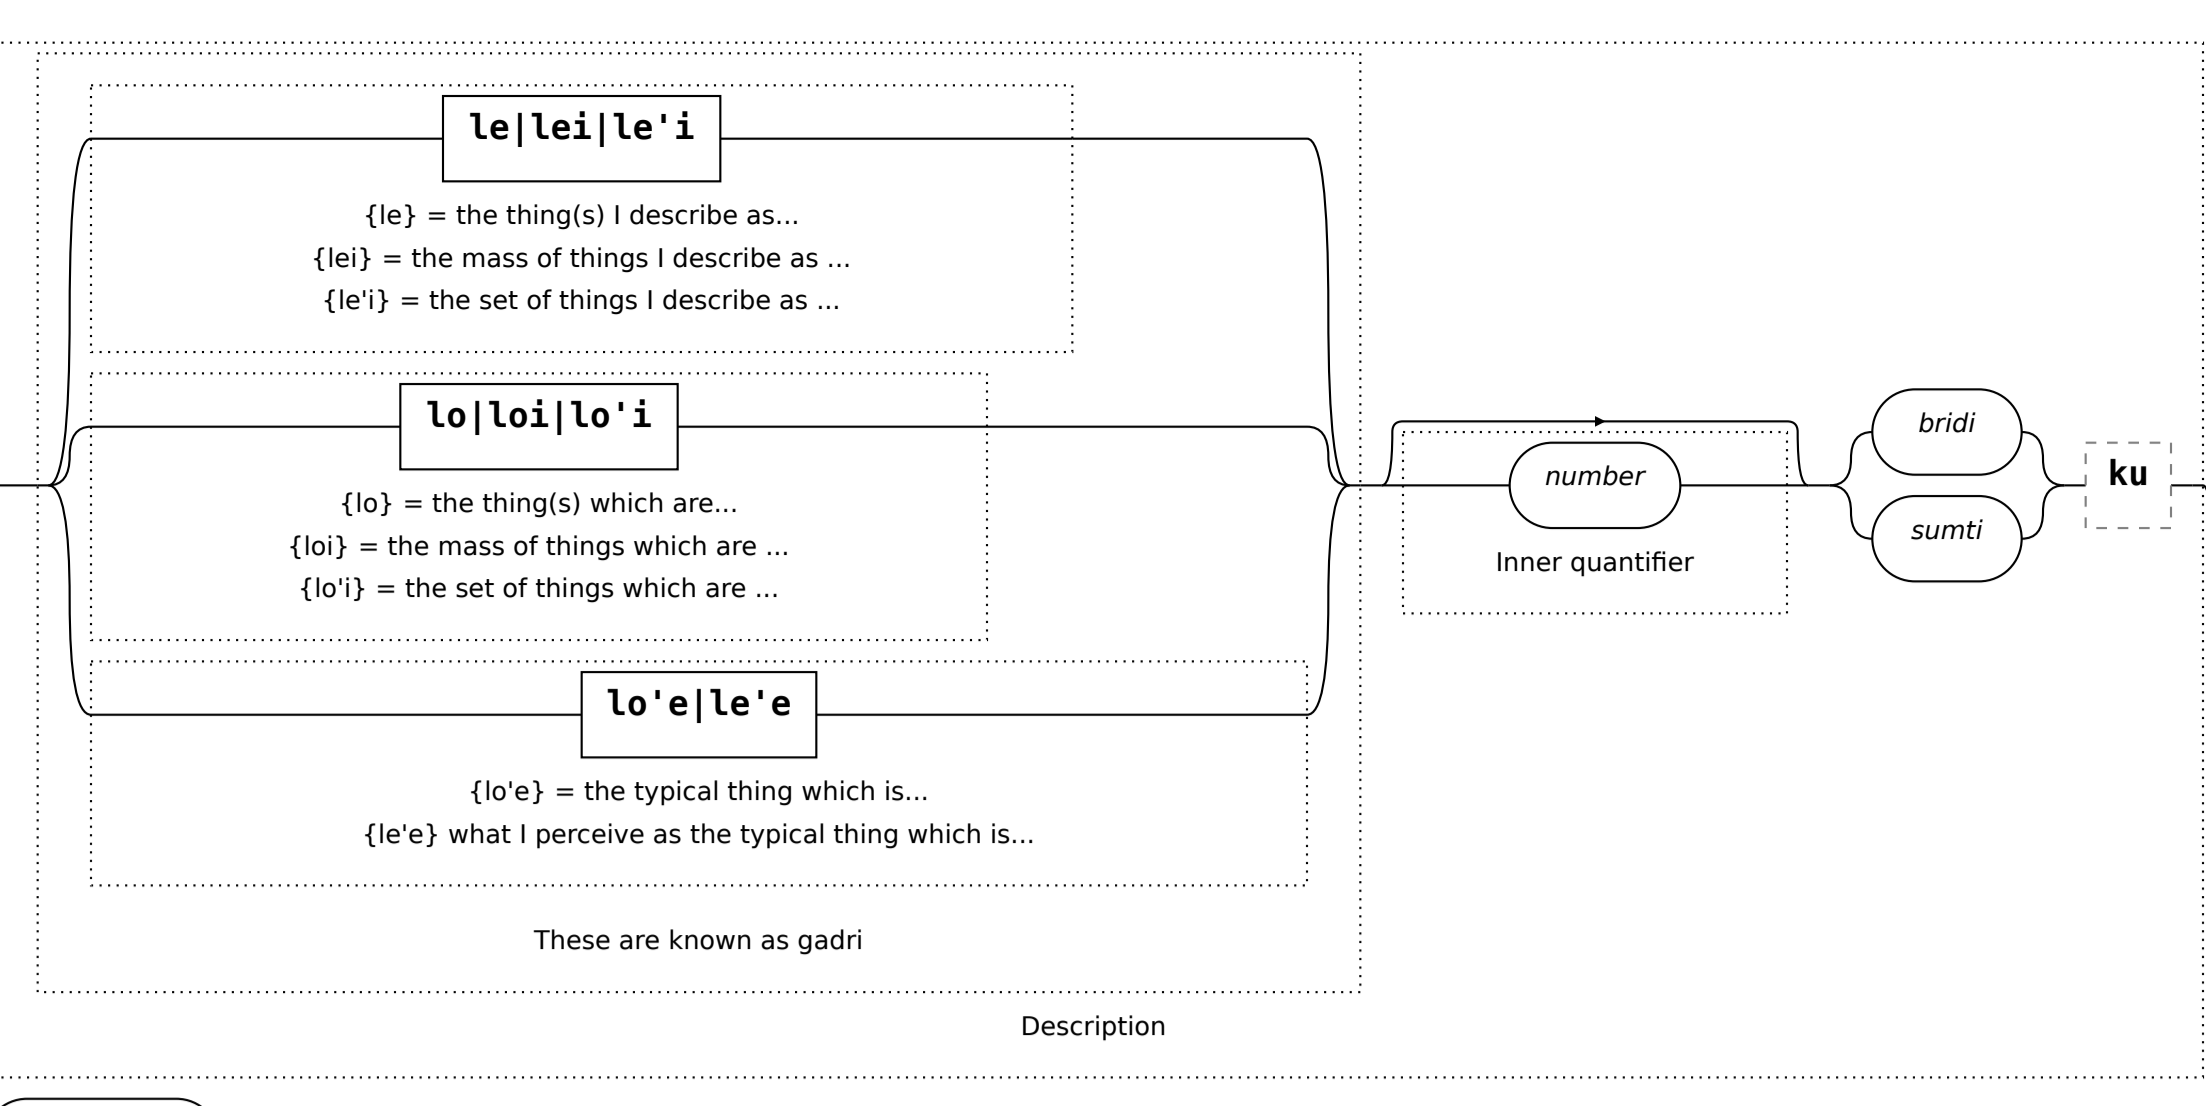 le|lei|le'i
{le} = the thing(s) I describe as...
{lei} = the mass of things I describe as ...
{le'i} = the set of things I describe as ...
lo|loi|lo'i
{lo} = the thing(s) which are...
{loi} = the mass of things which are ...
{lo'i} = the set of things which are ...
lo'e|le'e
{lo'e} = the typical thing which is...
{le'e} what I perceive as the typical thing which is...
These are known as gadri
number
Inner quantifier
bridi
sumti
ku
Description